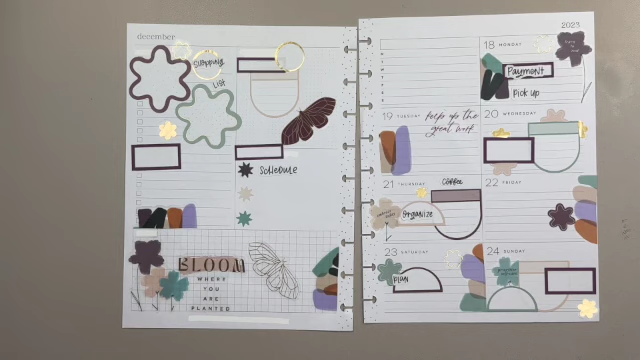 december
Shopping
List
Schedule
BLOOM
WHERE
YOU
ARE
PLANTED
2023
18 MONDAY
Payment
Pick up
19 TUESDAY
keep up the
great work
20 WEDNESDAY
21 THURSDAY
Coffee
organize
22 FRIDAY
23 SATURDAY
Plan
24 SUNDAY